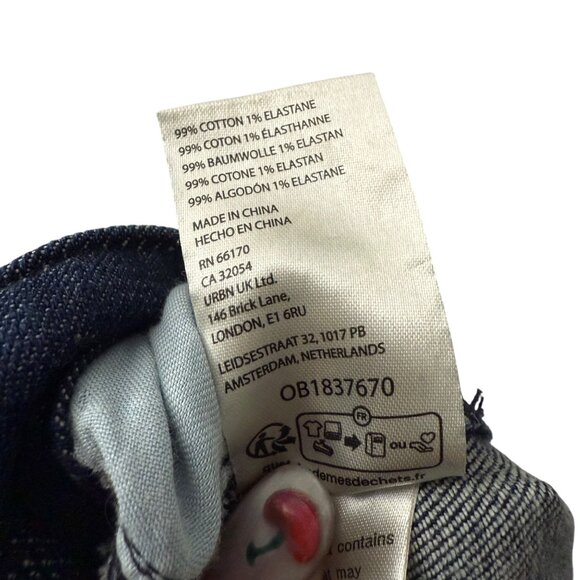 99% COTTON 1% ELASTANE
99% COTON 1% ÉLASTHANNE
99% BAUMWOLLE 1% ELASTAN
99% COTONE 1% ELASTAN
99% ALGODÓN 1% ELASTANE
MADE IN CHINA
HECHO EN CHINA
RN 66170
CA 32054
URBN UK Ltd.
146 Brick Lane,
LONDON, E1 6RU
LEIDSESTRAAT 32, 1017 PB
AMSTERDAM, NETHERLANDS
OB1837670
FR
ou
demesdechets.fr
contains
may